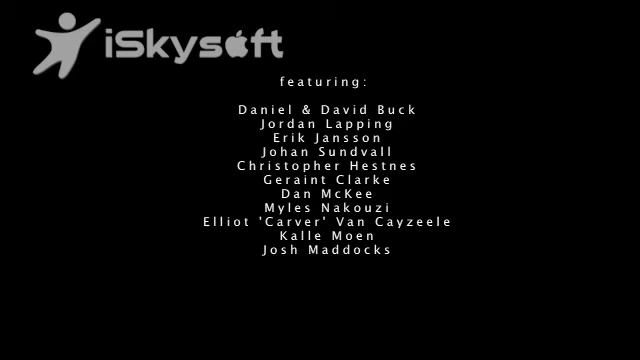 iSkysoft
featuring:
Daniel & David Buck
Jordan Lapping
Erik Jansson
Johan Sundvall
Christopher Hestnes
Geraint Clarke
Dan McKee
Myles Nakouzi
Elliot 'Carver' Van Cayzeele
Kalle Moen
Josh Maddocks